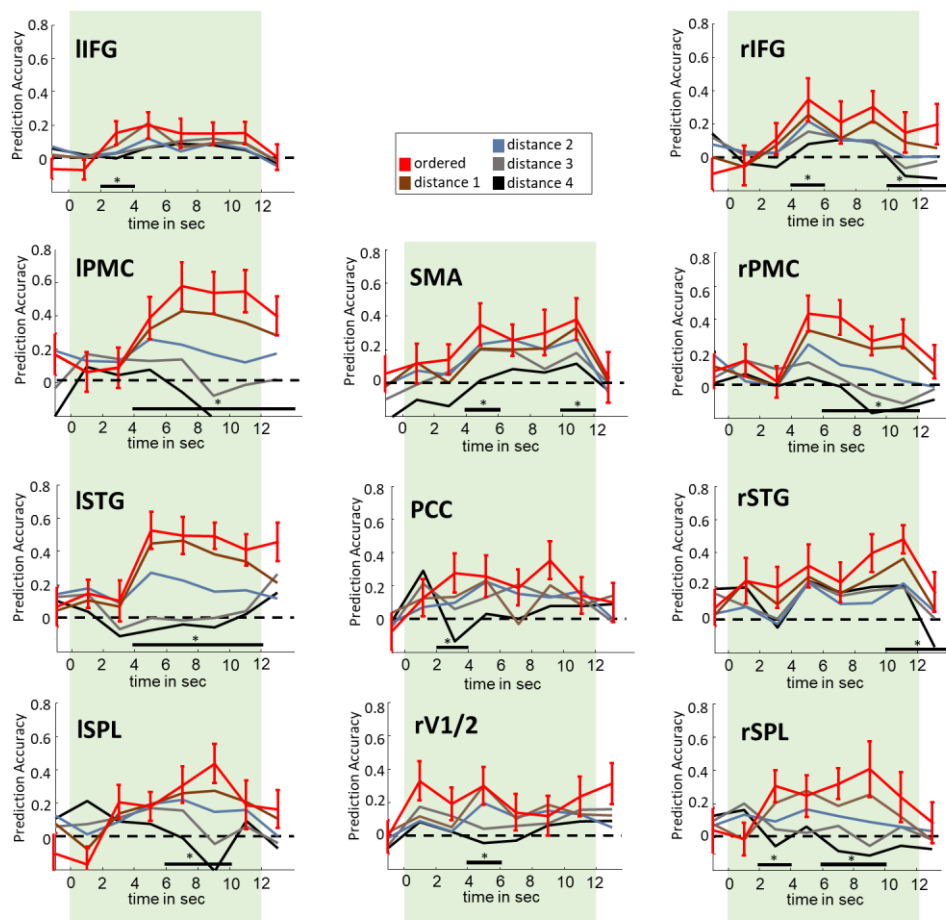 lIFG
Prediction Accuracy
0.8
0.6
0.4
0.2
0
*
0 2 4 6 8 10 12
time in sec
ordered
distance 1
distance 2
distance 3
distance 4
rIFG
Prediction Accuracy
0.8
0.6
0.4
0.2
0
*
*
0 2 4 6 8 10 12
time in sec
lPMC
Prediction Accuracy
0.8
0.6
0.4
0.2
0
*
0 2 4 6 8 10 12
time in sec
SMA
Prediction Accuracy
0.8
0.6
0.4
0.2
0
*
*
0 2 4 6 8 10 12
time in sec
rPMC
Prediction Accuracy
0.8
0.6
0.4
0.2
0
*
0 2 4 6 8 10 12
time in sec
lSTG
Prediction Accuracy
0.8
0.6
0.4
0.2
0
*
0 2 4 6 8 10 12
time in sec
PCC
Prediction Accuracy
0.8
0.6
0.4
0.2
0
*
0 2 4 6 8 10 12
time in sec
rSTG
Prediction Accuracy
0.8
0.6
0.4
0.2
0
*
0 2 4 6 8 10 12
time in sec
lSPL
Prediction Accuracy
0.8
0.6
0.4
0.2
0
*
0 2 4 6 8 10 12
time in sec
rV1/2
Prediction Accuracy
0.8
0.6
0.4
0.2
0
*
0 2 4 6 8 10 12
time in sec
rSPL
Prediction Accuracy
0.8
0.6
0.4
0.2
0
*
*
0 2 4 6 8 10 12
time in sec